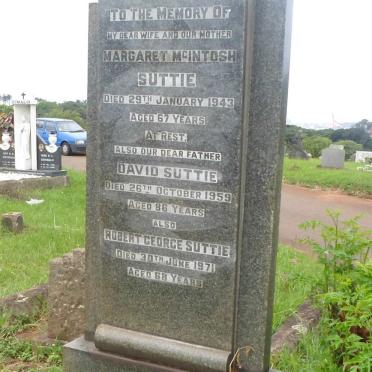 TO THE MEMORY OF
MY DEAR WIFE AND OUR MOTHER
MARGARET McINTOSH
SUTTIE
DIED 29TH JANUARY 1943
AGED 67 YEARS
AT REST.
ALSO OUR DEAR FATHER
DAVID SUTTIE
DIED 26TH OCTOBER 1959
AGED 86 YEARS
ALSO
ROBERT GEORGE SUTTIE
DIED 30TH JUNE 1971
AGED 68 YEARS